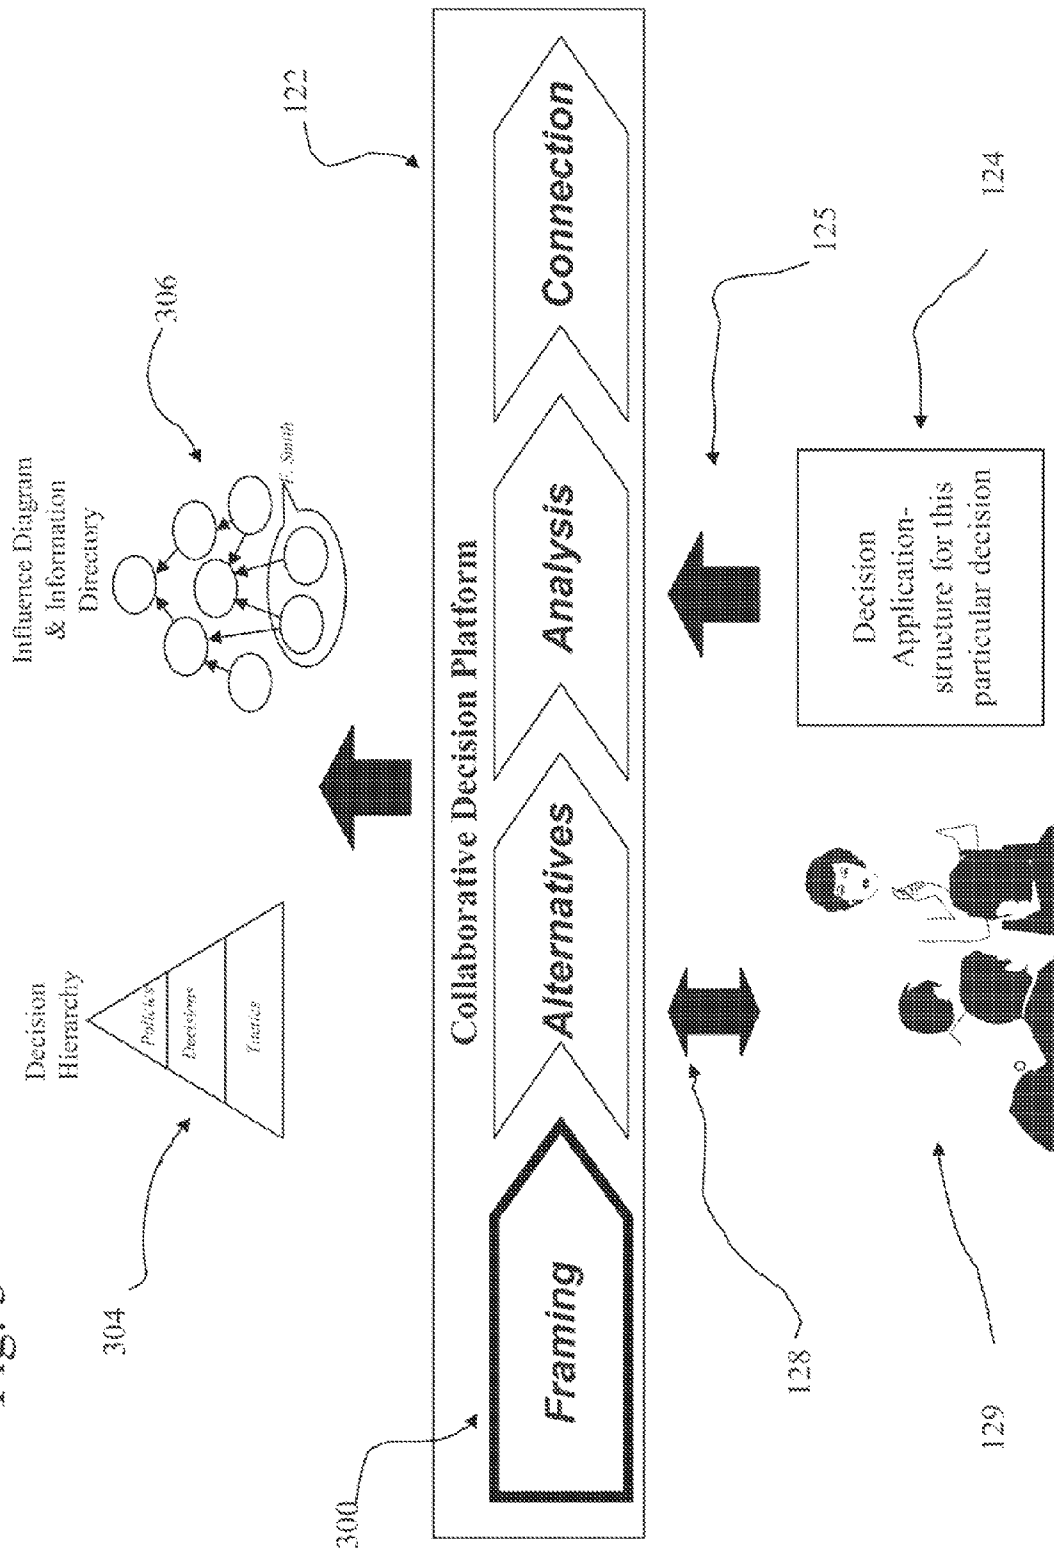 Decision
Hierarchy
Policies
Decisions
Tactics
304
Influence Diagram
& Information
Directory
Smith
306
122
Collaborative Decision Platform
300
Framing
Alternatives
Analysis
Connection
128
129
125
Decision
Application-
structure for this
particular decision
124